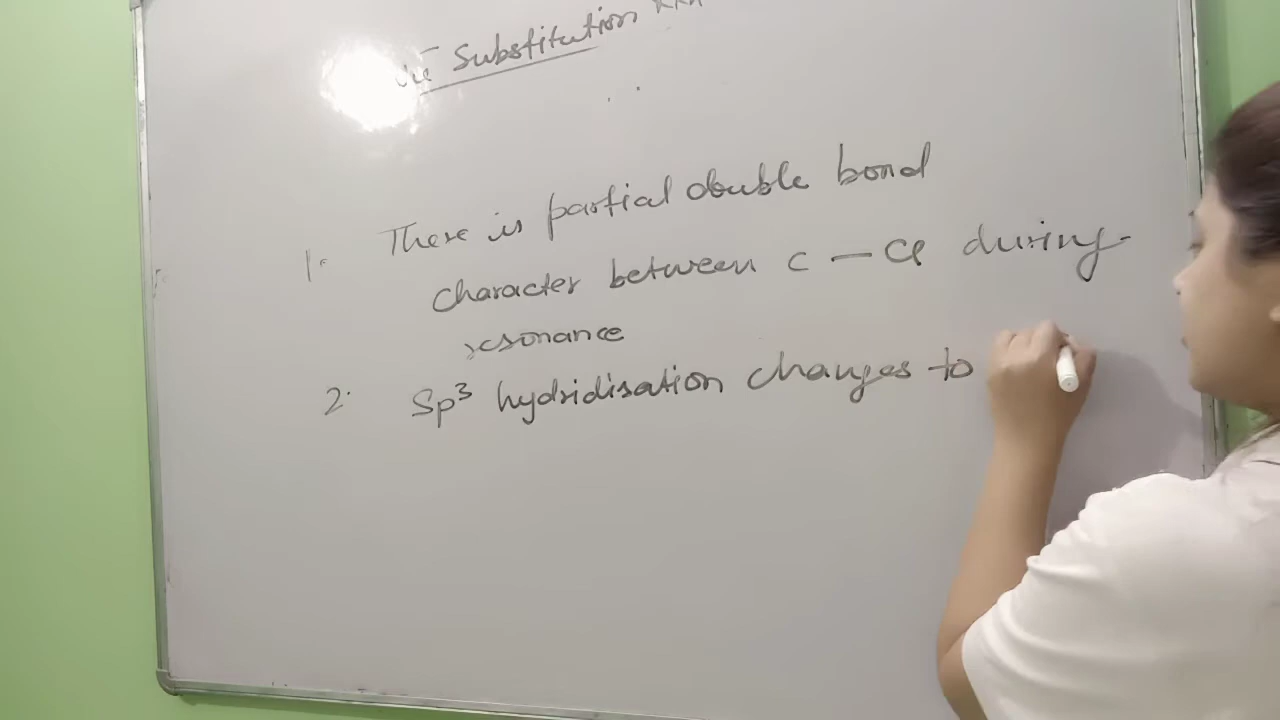 Substitution
1. There is partial double bond
character between C – Cl during
resonance
2. Sp³ hydridisation changes to